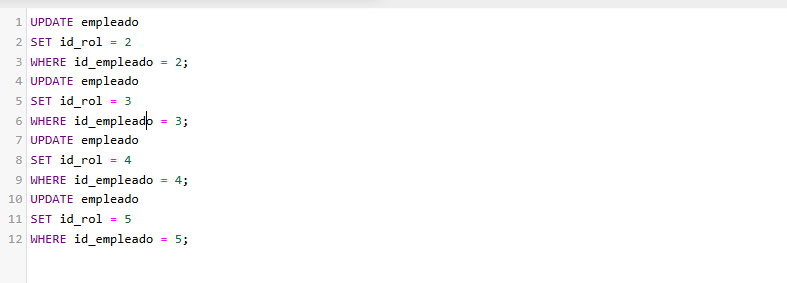 1 UPDATE empleado
2 SET id_rol = 2
3 WHERE id_empleado = 2;
4 UPDATE empleado
5 SET id_rol = 3
6 WHERE id_empleado = 3;
7 UPDATE empleado
8 SET id_rol = 4
9 WHERE id_empleado = 4;
10 UPDATE empleado
11 SET id_rol = 5
12 WHERE id_empleado = 5;